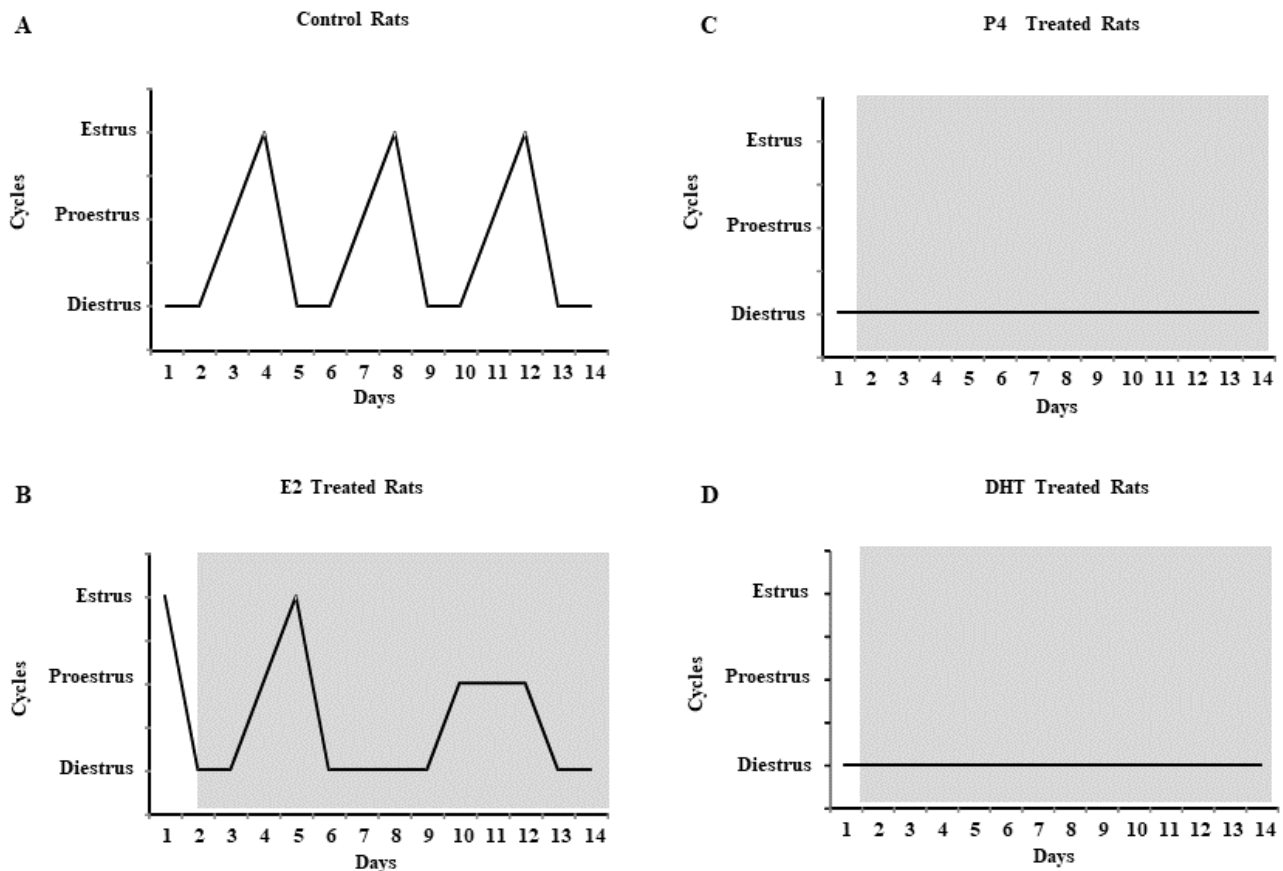 A
Control Rats
Cycles
Estrus
Proestrus
Diestrus
1 2 3 4 5 6 7 8 9 10 11 12 13 14
Days
C
P4 Treated Rats
Cycles
Estrus
Proestrus
Diestrus
1 2 3 4 5 6 7 8 9 10 11 12 13 14
Days
B
E2 Treated Rats
Cycles
Estrus
Proestrus
Diestrus
1 2 3 4 5 6 7 8 9 10 11 12 13 14
Days
D
DHT Treated Rats
Cycles
Estrus
Proestrus
Diestrus
1 2 3 4 5 6 7 8 9 10 11 12 13 14
Days